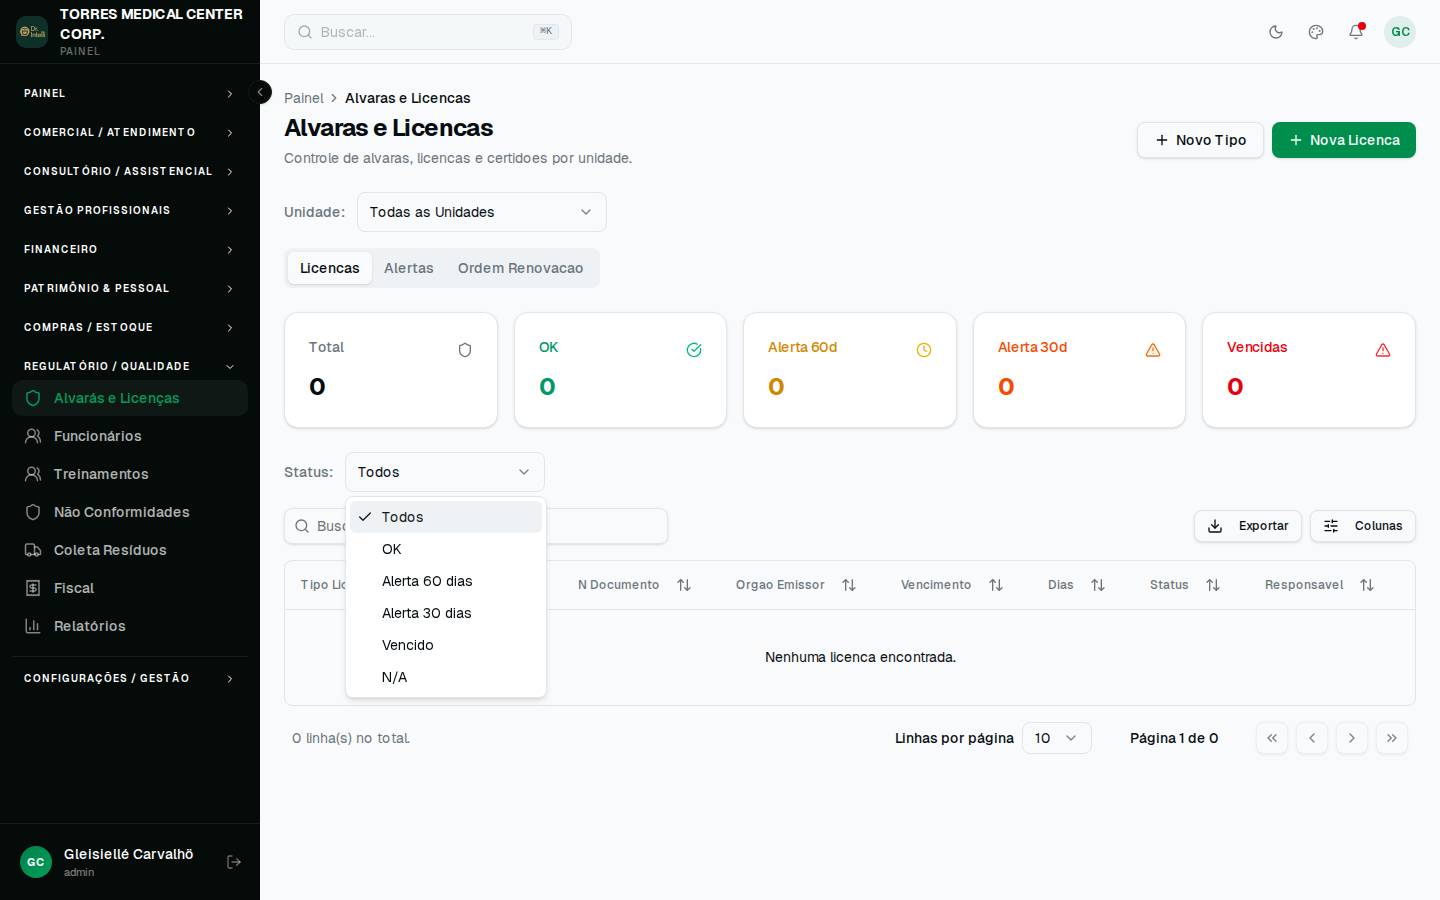 TORRES MEDICAL CENTER
CORP.
PAINEL
PAINEL
COMERCIAL / ATENDIMENTO
CONSULTÓRIO / ASSISTENCIAL
GESTÃO PROFISSIONAIS
FINANCEIRO
PATRIMÔNIO & PESSOAL
COMPRAS / ESTOQUE
REGULATÓRIO / QUALIDADE
Alvarás e Licenças
Funcionários
Treinamentos
Não Conformidades
Coleta Resíduos
Fiscal
Relatórios
CONFIGURAÇÕES / GESTÃO
GC
Gleisiellé Carvalhö
admin
Buscar...
⌘K
GC
Painel
Alvaras e Licencas
Alvaras e Licencas
Controle de alvaras, licencas e certidoes por unidade.
Novo Tipo
Nova Licenca
Unidade:
Todas as Unidades
Licencas
Alertas
Ordem Renovacao
Total
0
OK
0
Alerta 60d
0
Alerta 30d
0
Vencidas
0
Status:
Todos
Todos
OK
Alerta 60 dias
Alerta 30 dias
Vencido
N/A
Exportar
Colunas
Tipo
N Documento
Orgao Emissor
Vencimento
Dias
Status
Responsavel
Nenhuma licenca encontrada.
0 linha(s) no total.
Linhas por página
10
Página 1 de 0